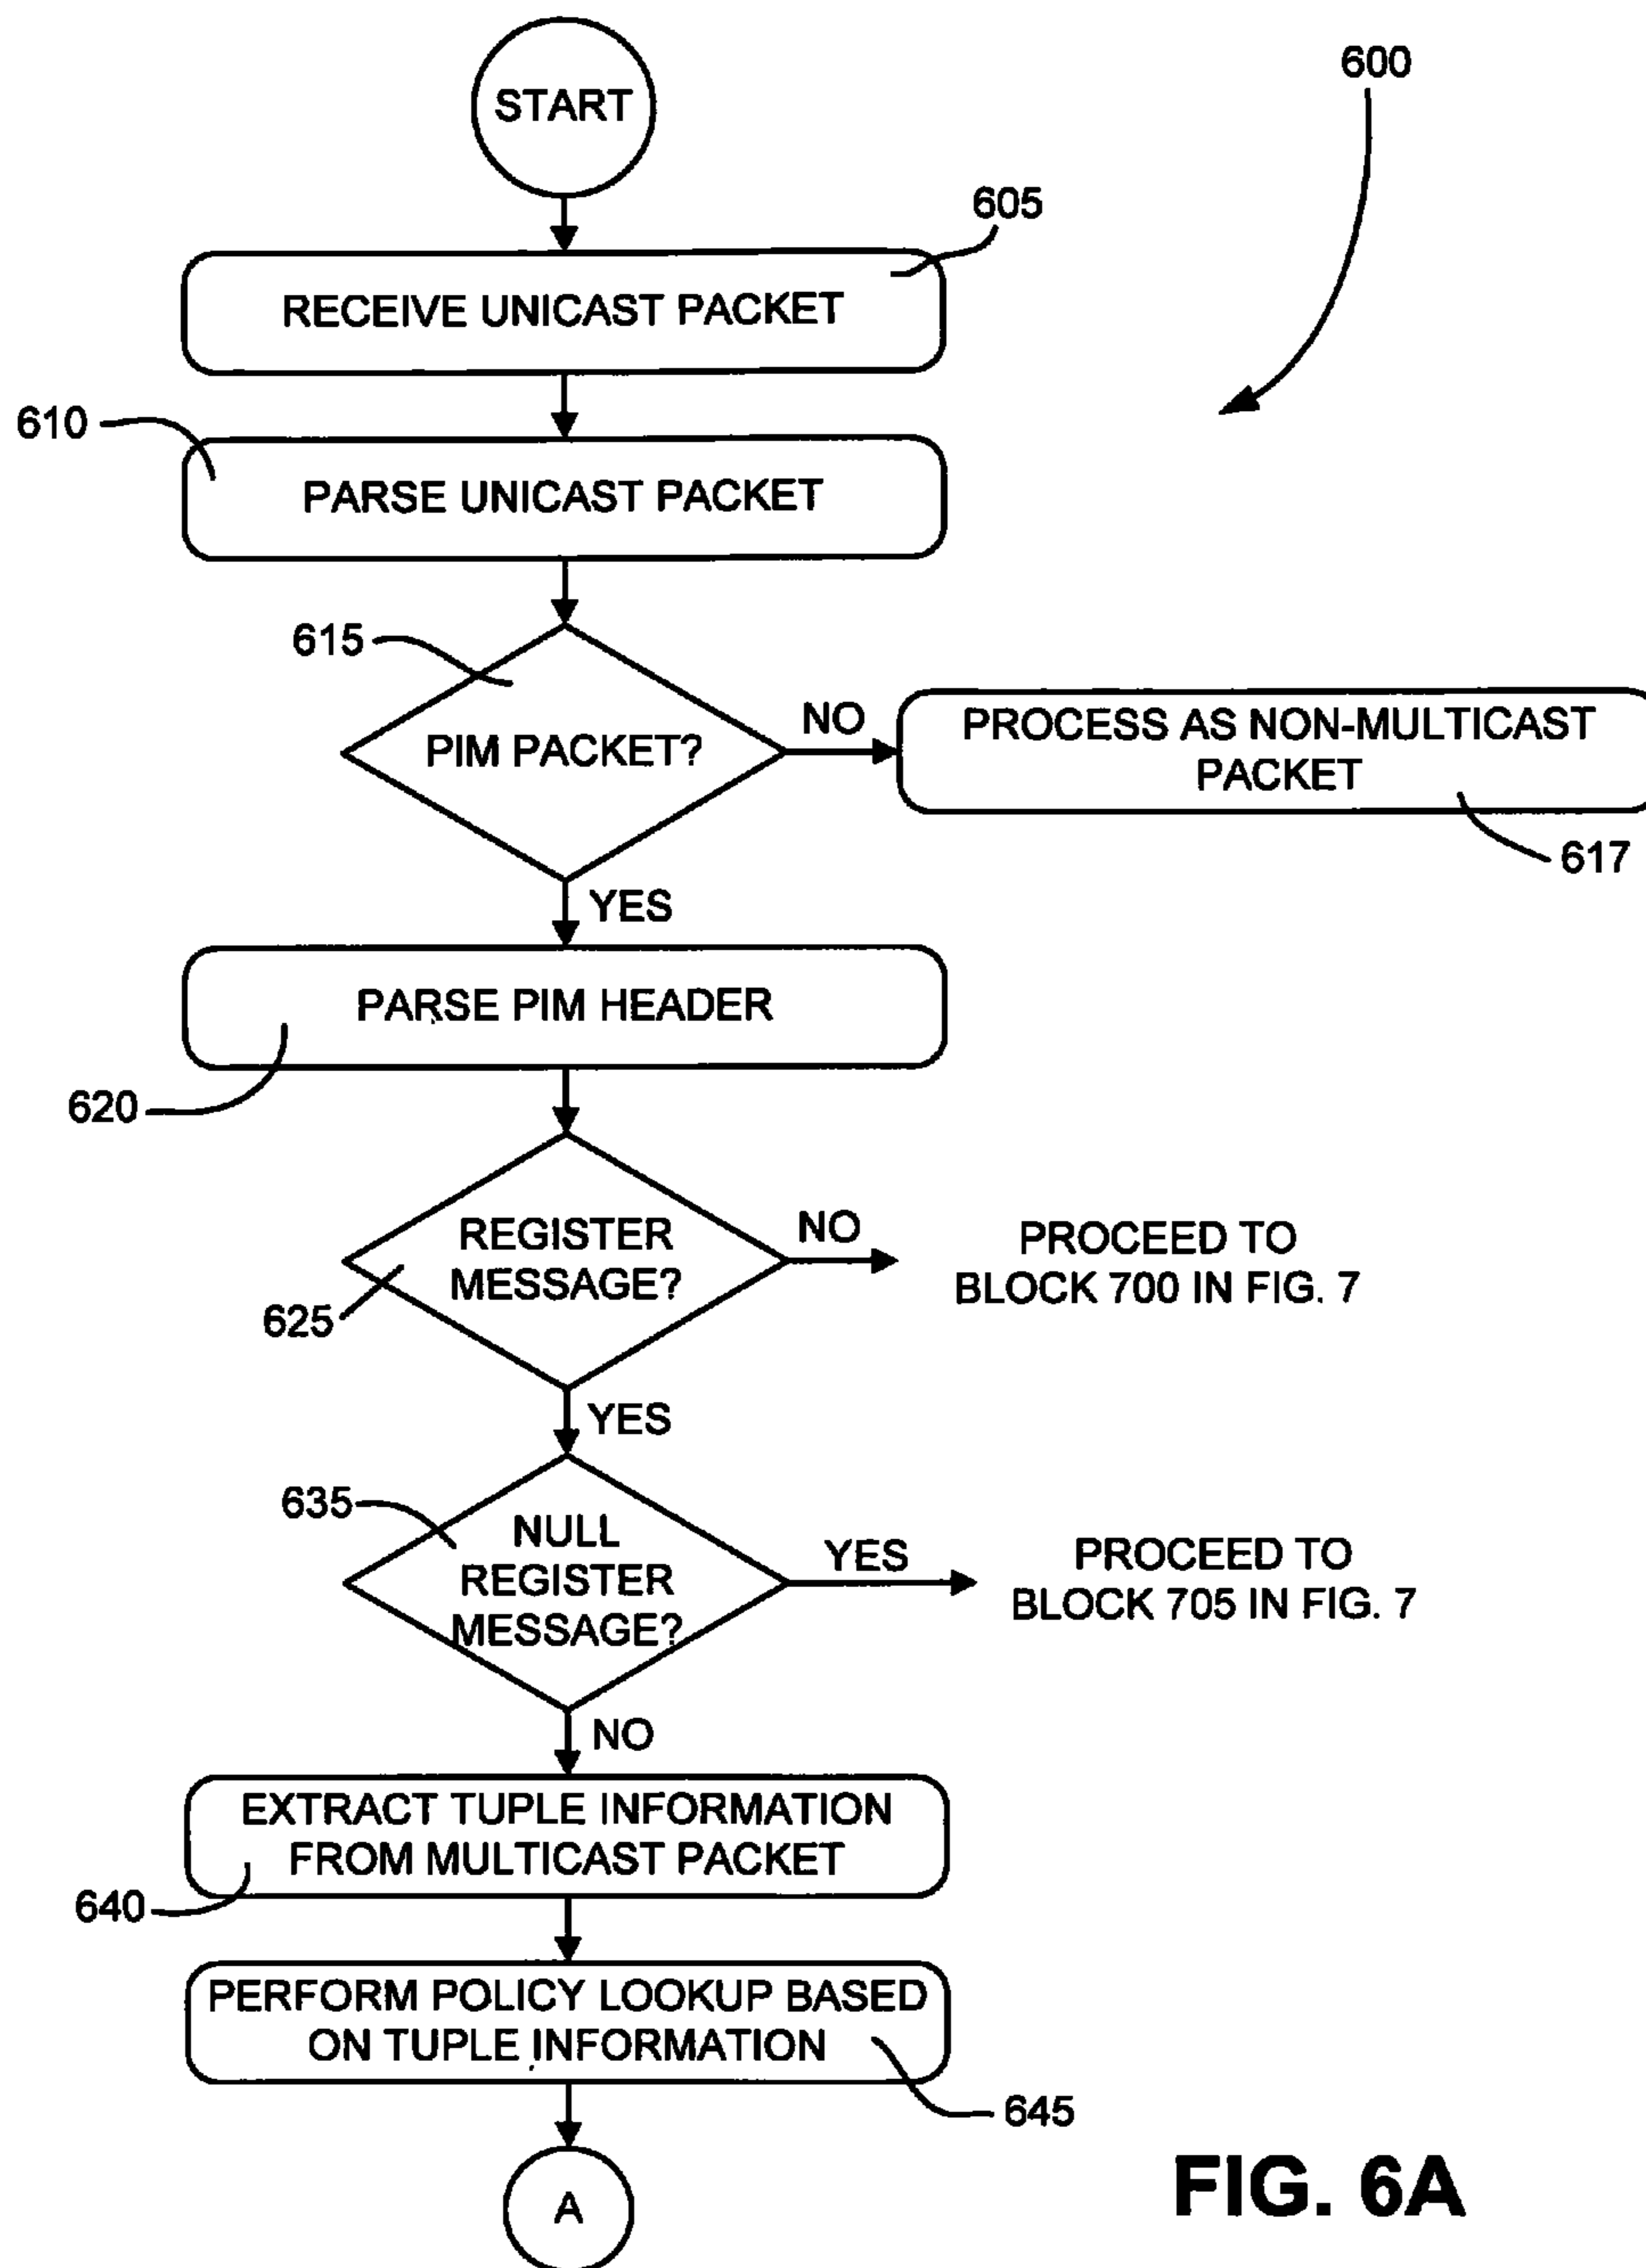 START
600
605
RECEIVE UNICAST PACKET
610
PARSE UNICAST PACKET
615
PIM PACKET?
NO
PROCESS AS NON-MULTICAST
PACKET
617
YES
PARSE PIM HEADER
620
REGISTER
MESSAGE?
NO
PROCEED TO
BLOCK 700 IN FIG. 7
625
YES
635
NULL
REGISTER
MESSAGE?
YES
PROCEED TO
BLOCK 705 IN FIG. 7
NO
EXTRACT TUPLE INFORMATION
FROM MULTICAST PACKET
640
PERFORM POLICY LOOKUP BASED
ON TUPLE INFORMATION
645
A
FIG. 6A